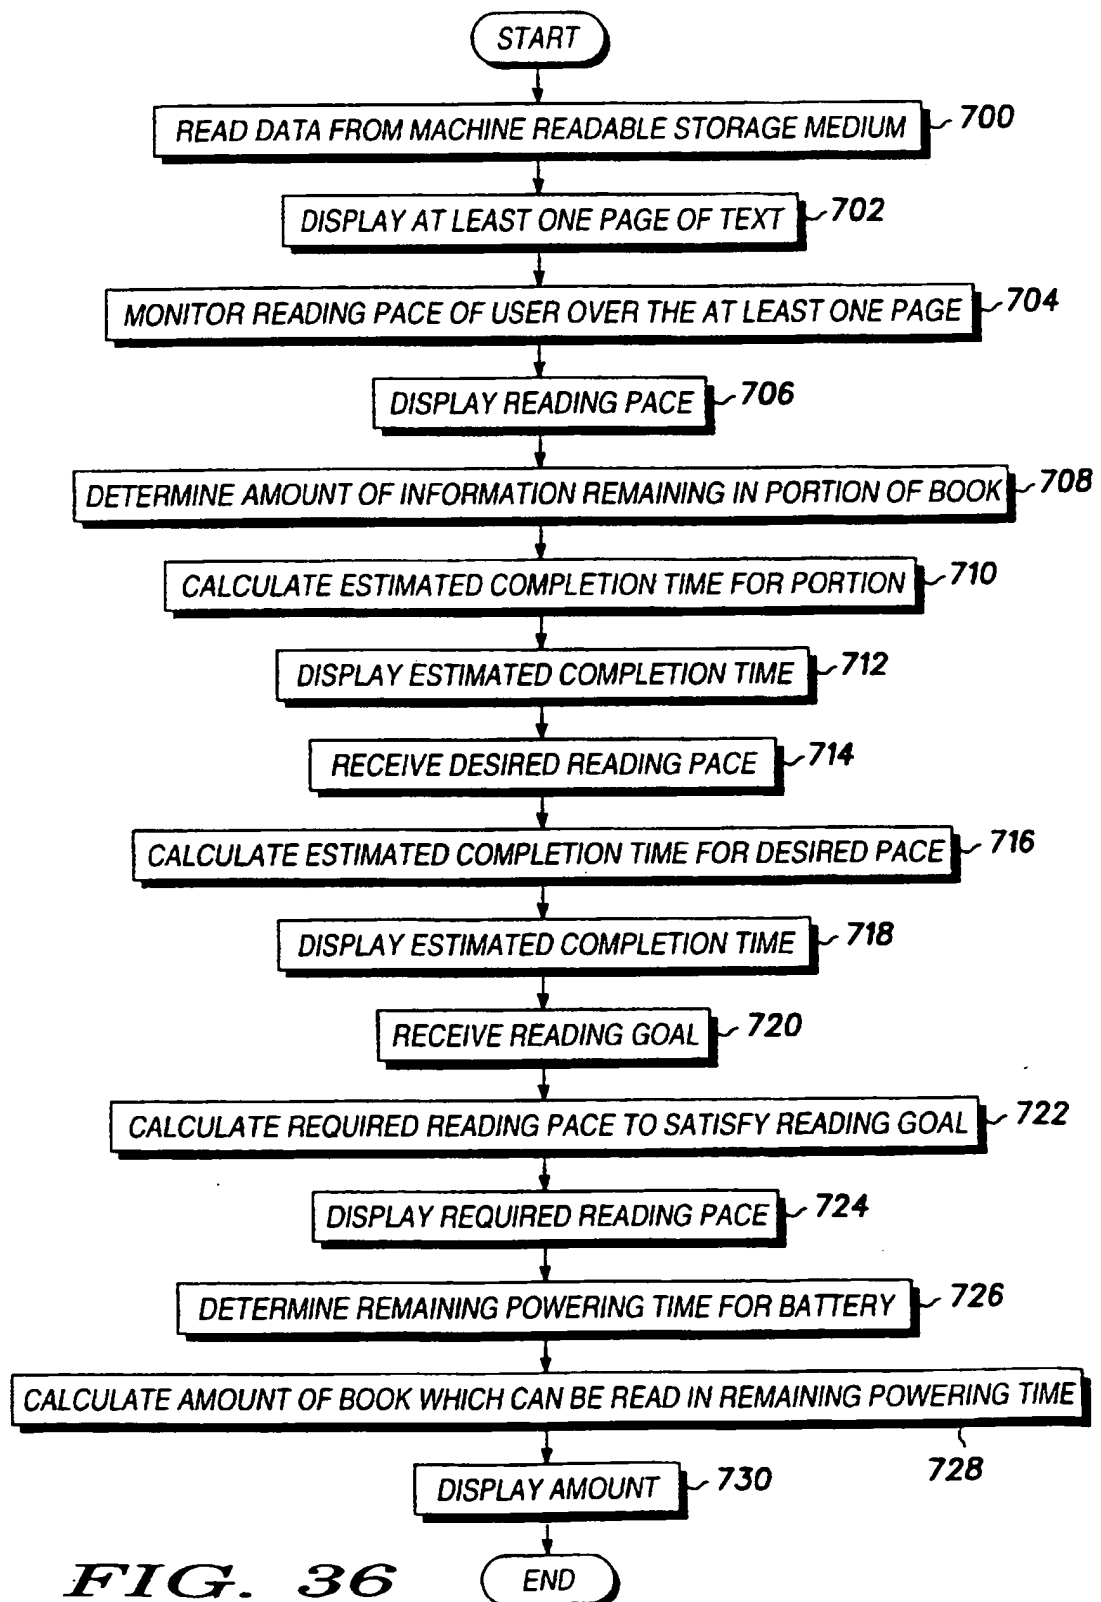 START
READ DATA FROM MACHINE READABLE STORAGE MEDIUM 700
DISPLAY AT LEAST ONE PAGE OF TEXT 702
MONITOR READING PACE OF USER OVER THE AT LEAST ONE PAGE 704
DISPLAY READING PACE 706
DETERMINE AMOUNT OF INFORMATION REMAINING IN PORTION OF BOOK 708
CALCULATE ESTIMATED COMPLETION TIME FOR PORTION 710
DISPLAY ESTIMATED COMPLETION TIME 712
RECEIVE DESIRED READING PACE 714
CALCULATE ESTIMATED COMPLETION TIME FOR DESIRED PACE 716
DISPLAY ESTIMATED COMPLETION TIME 718
RECEIVE READING GOAL 720
CALCULATE REQUIRED READING PACE TO SATISFY READING GOAL 722
DISPLAY REQUIRED READING PACE 724
DETERMINE REMAINING POWERING TIME FOR BATTERY 726
CALCULATE AMOUNT OF BOOK WHICH CAN BE READ IN REMAINING POWERING TIME
728
DISPLAY AMOUNT 730
END
FIG. 36